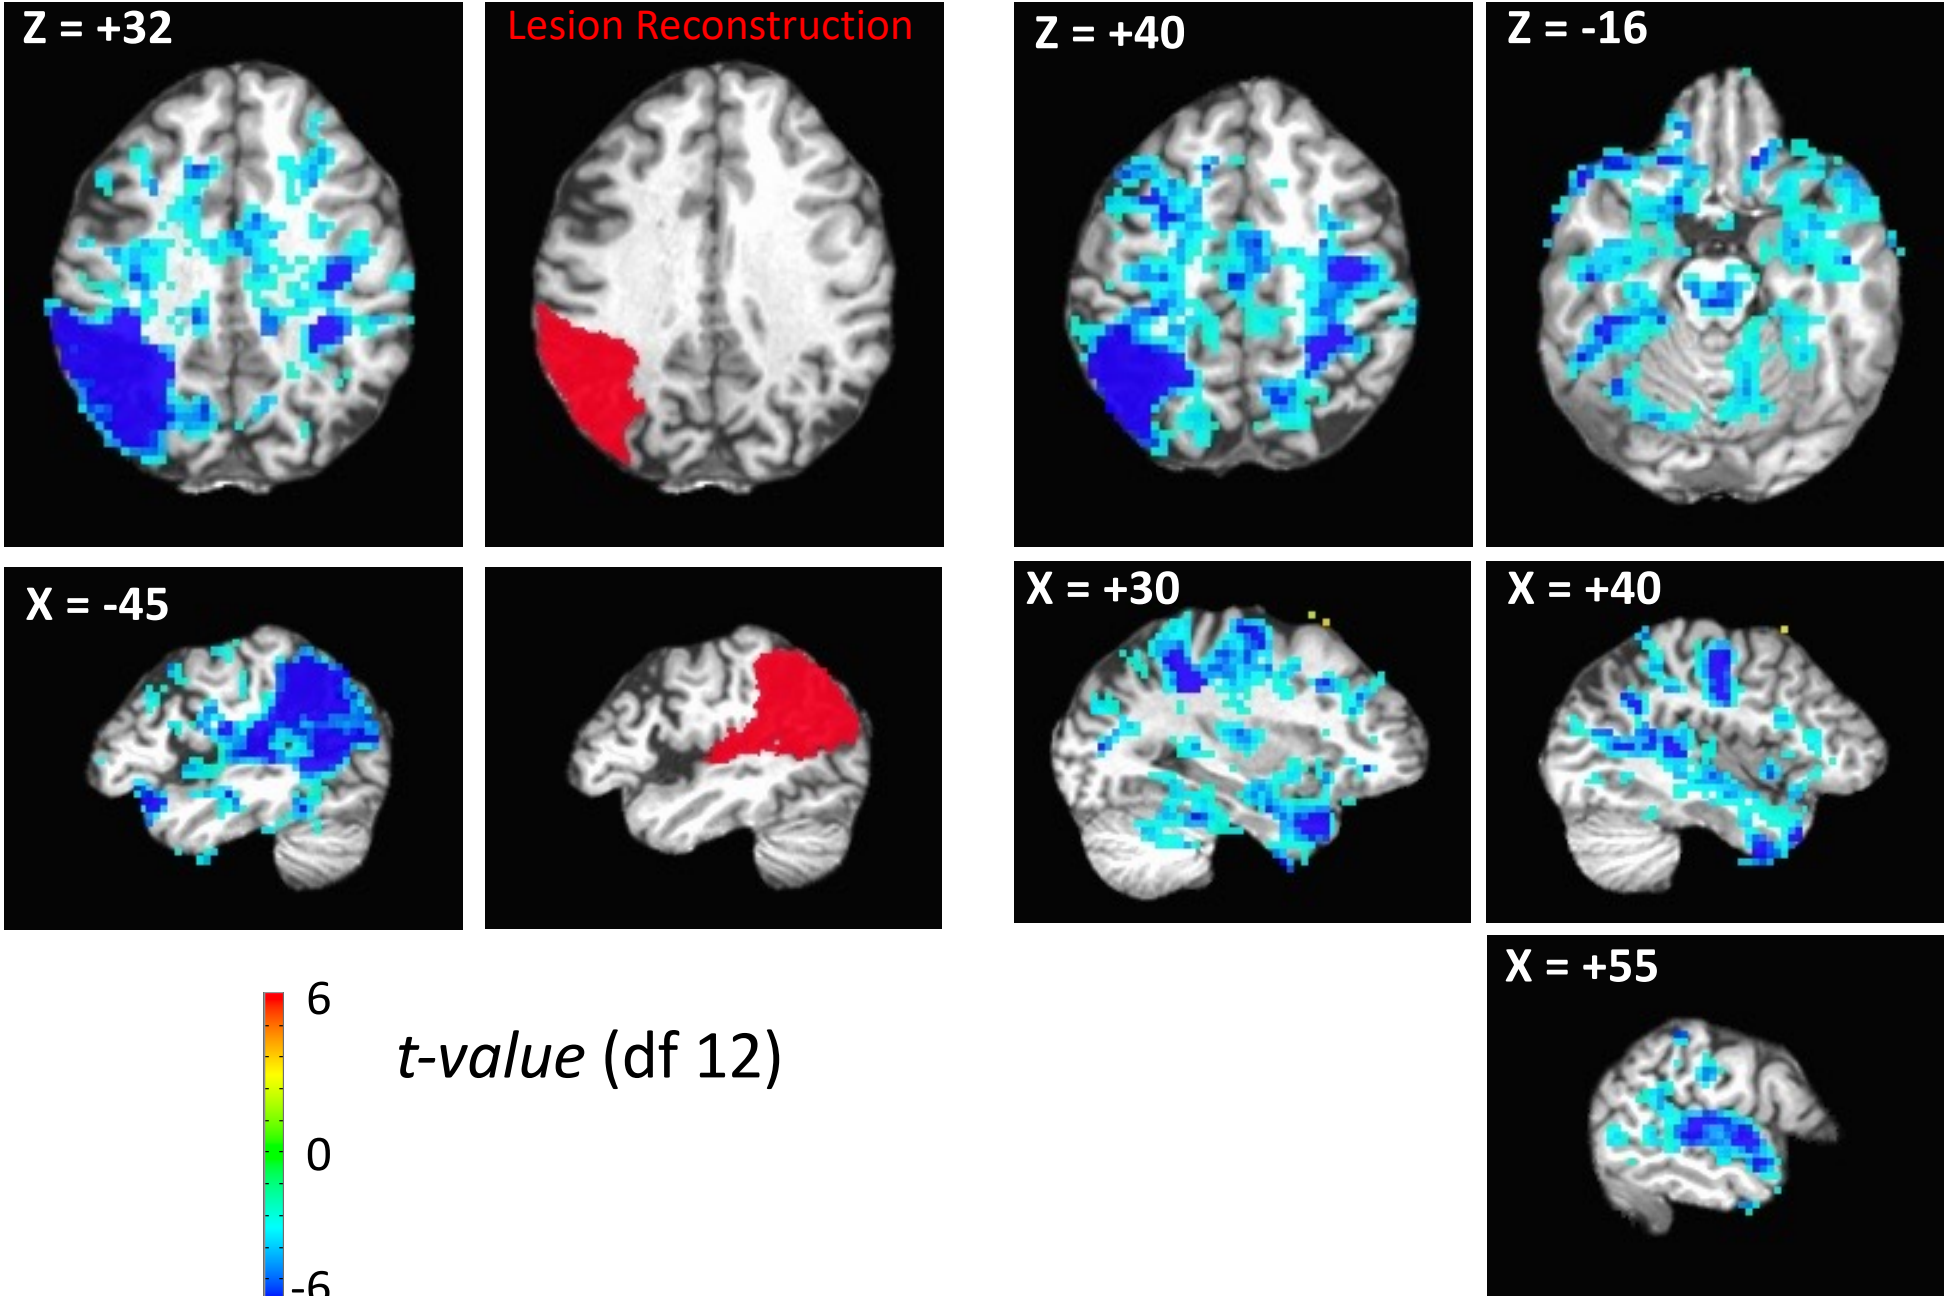 Z = +32
Lesion Reconstruction
Z = +40
Z = -16
X = -45
X = +30
X = +40
X = +55
6
t-value (df 12)
0
-6